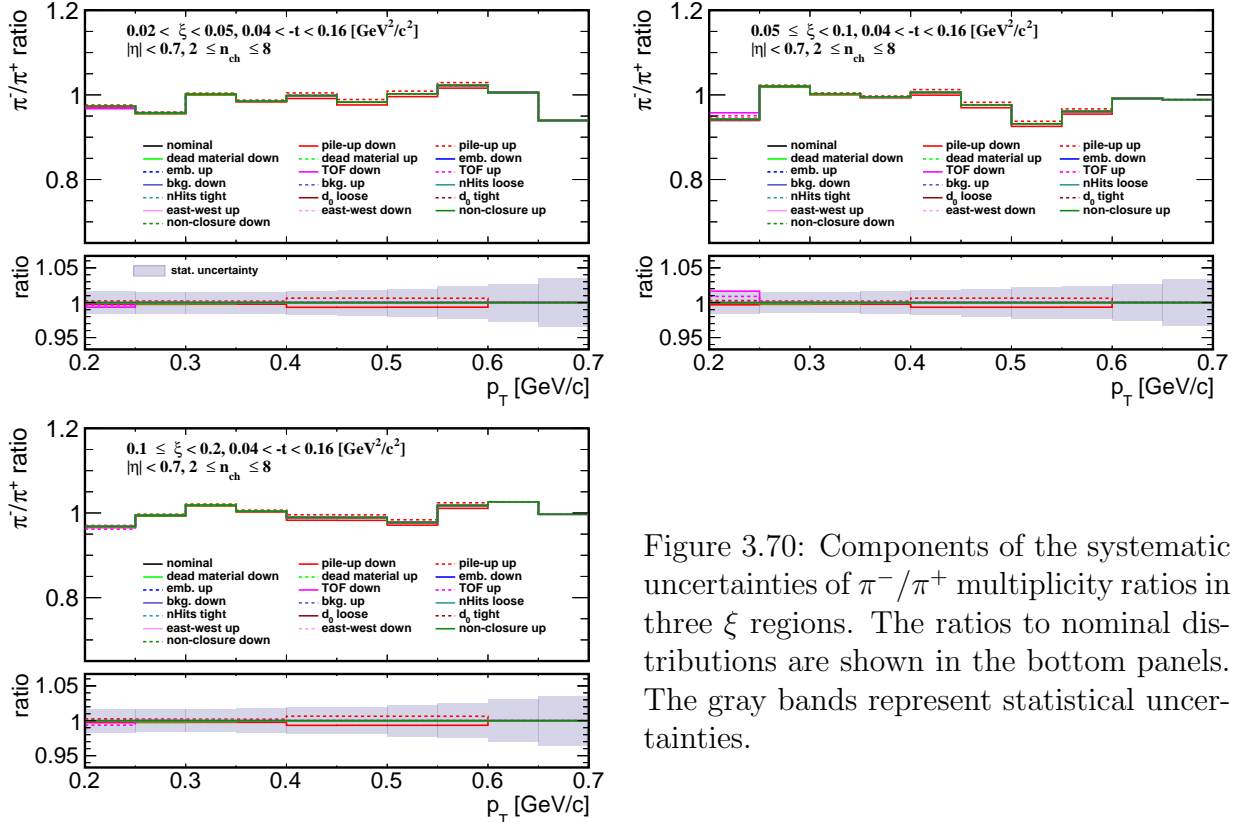 1.2
0.02 < ξ < 0.05, 0.04 < -t < 0.16 [GeV²/c²]
|η| < 0.7, 2 ≤ n_ch ≤ 8
π⁻/π⁺ ratio
1
0.8
nominal pile-up down pile-up up
dead material down dead material up emb. down
emb. up TOF down TOF up
bkg. down bkg. up nHits loose
nHits tight d₀ loose d₀ tight
east-west up east-west down non-closure up
non-closure down
ratio
1.05
1
0.95
stat. uncertainty
0.2 0.3 0.4 0.5 0.6 0.7
p_T [GeV/c]
1.2
0.05 ≤ ξ < 0.1, 0.04 < -t < 0.16 [GeV²/c²]
|η| < 0.7, 2 ≤ n_ch ≤ 8
π⁻/π⁺ ratio
1
0.8
nominal pile-up down pile-up up
dead material down dead material up emb. down
emb. up TOF down TOF up
bkg. down bkg. up nHits loose
nHits tight d₀ loose d₀ tight
east-west up east-west down non-closure up
non-closure down
ratio
1.05
1
0.95
0.2 0.3 0.4 0.5 0.6 0.7
p_T [GeV/c]
1.2
0.1 ≤ ξ < 0.2, 0.04 < -t < 0.16 [GeV²/c²]
|η| < 0.7, 2 ≤ n_ch ≤ 8
π⁻/π⁺ ratio
1
0.8
nominal pile-up down pile-up up
dead material down dead material up emb. down
emb. up TOF down TOF up
bkg. down bkg. up nHits loose
nHits tight d₀ loose d₀ tight
east-west up east-west down non-closure up
non-closure down
ratio
1.05
1
0.95
0.2 0.3 0.4 0.5 0.6 0.7
p_T [GeV/c]
Figure 3.70: Components of the systematic
uncertainties of π⁻/π⁺ multiplicity ratios in
three ξ regions. The ratios to nominal dis-
tributions are shown in the bottom panels.
The gray bands represent statistical uncer-
tainties.